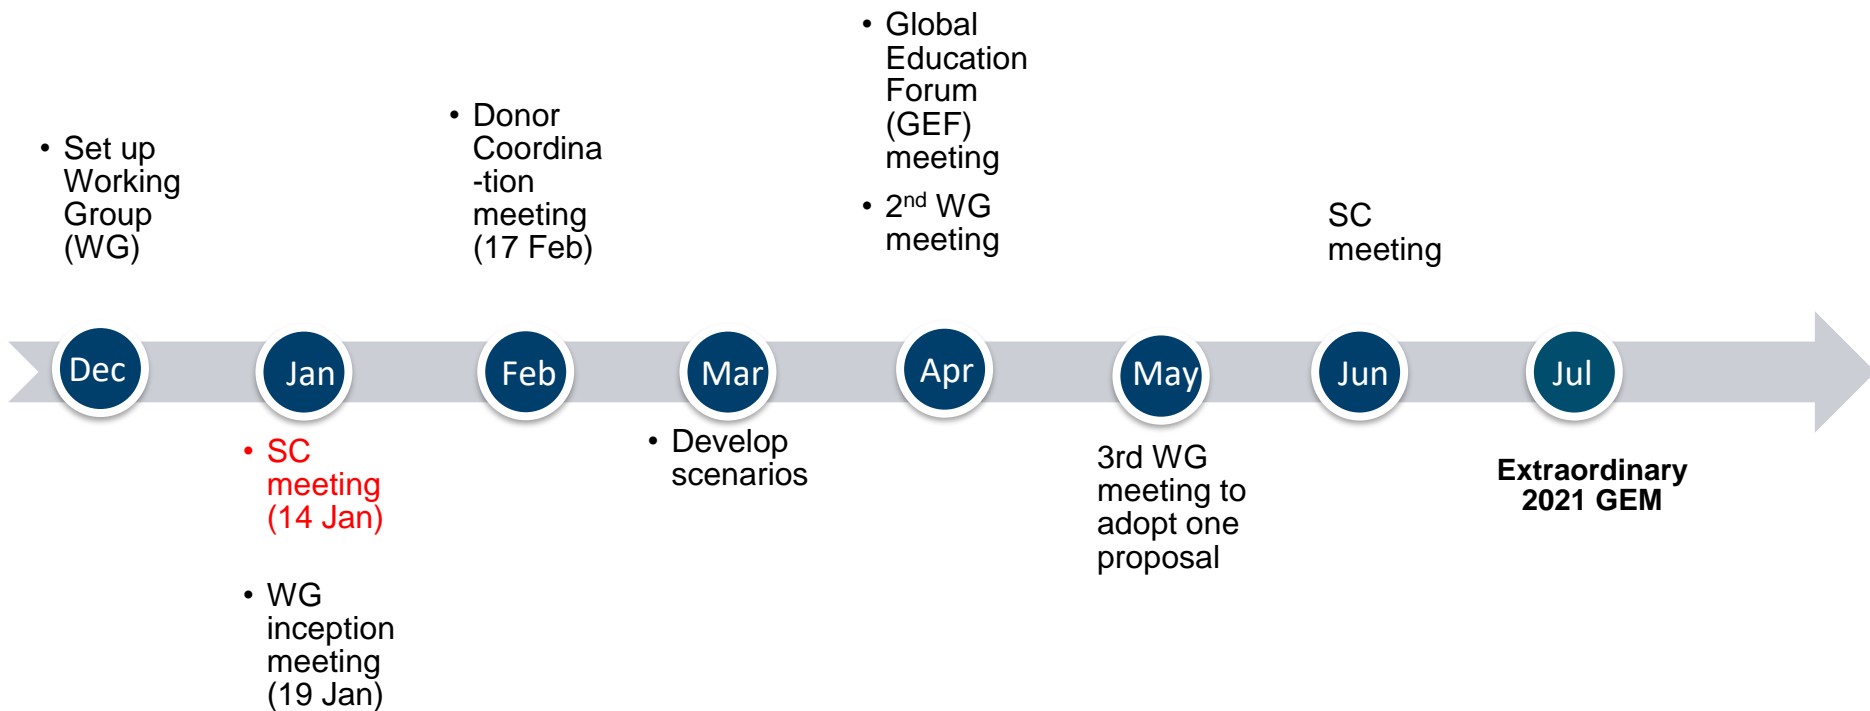 • Set up
Working
Group
(WG)
• Donor
Coordina
-tion
meeting
(17 Feb)
• Global
Education
Forum
(GEF)
meeting
• 2nd WG
meeting
SC
meeting
Dec
Jan
Feb
Mar
Apr
May
Jun
Jul
• SC
meeting
(14 Jan)
• WG
inception
meeting
(19 Jan)
• Develop
scenarios
3rd WG
meeting to
adopt one
proposal
Extraordinary
2021 GEM